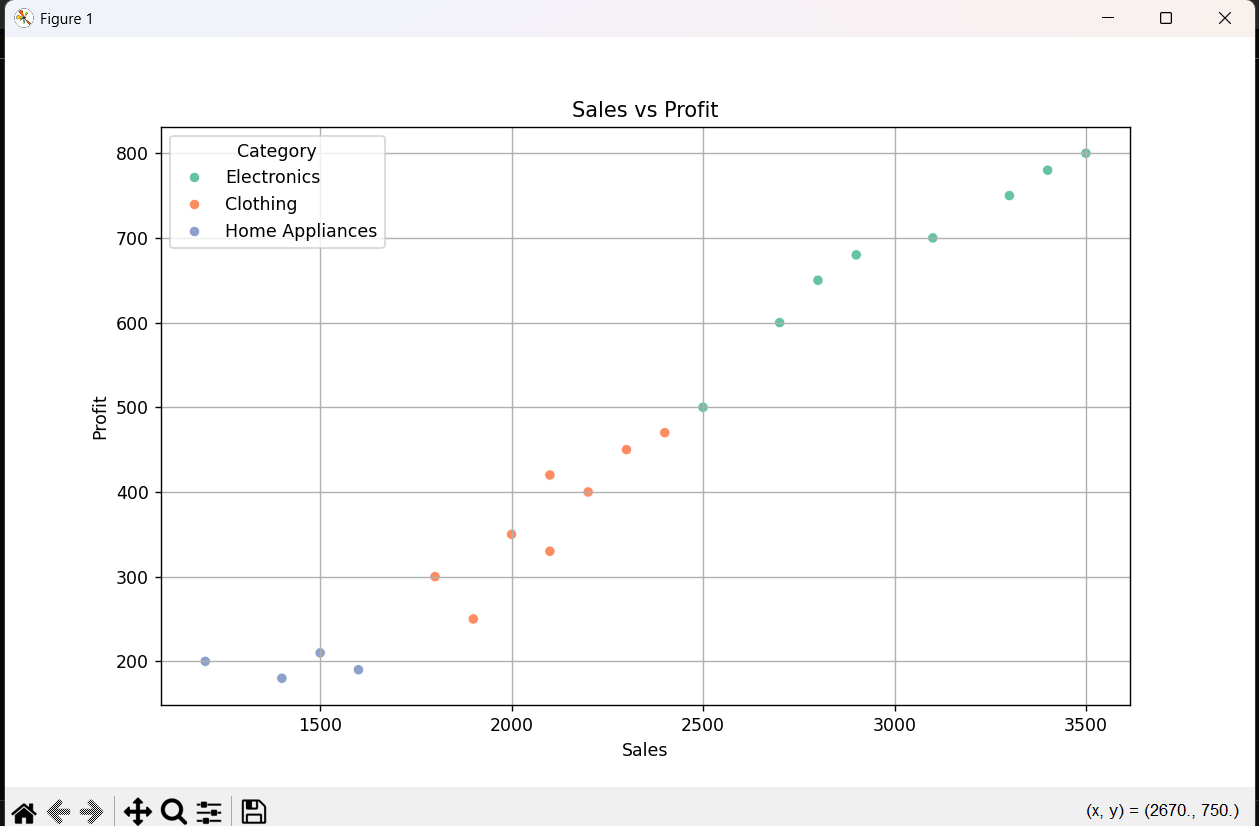 Figure 1
Sales vs Profit
Category
Electronics
Clothing
Home Appliances
800
700
600
500
400
300
200
Profit
1500 2000 2500 3000 3500
Sales
(x, y) = (2670., 750.)